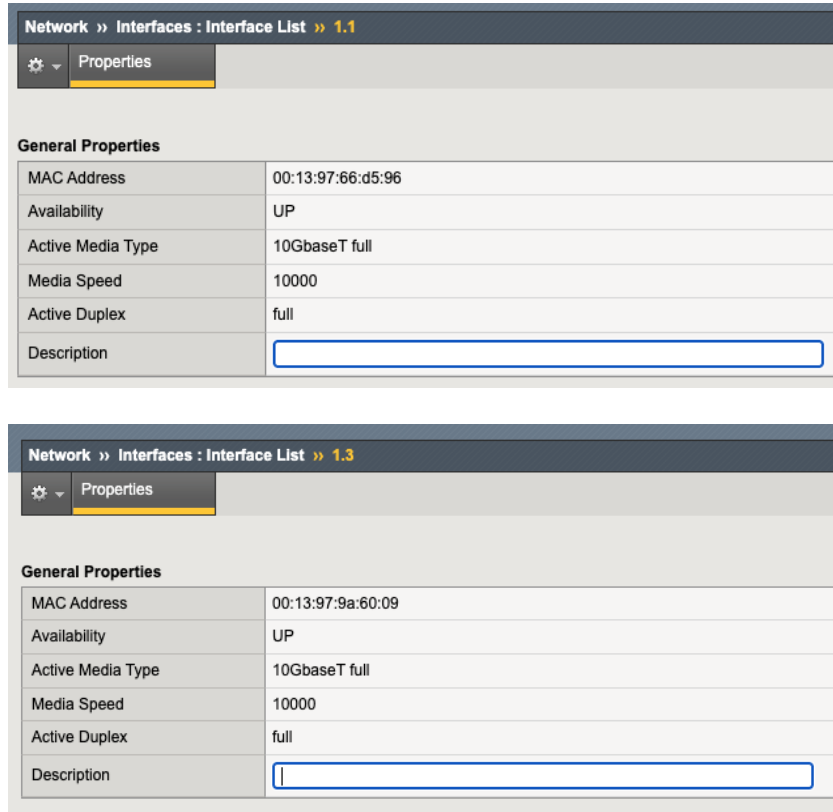 Network ›› Interfaces : Interface List ›› 1.1
Properties
General Properties
MAC Address 00:13:97:66:d5:96
Availability UP
Active Media Type 10GbaseT full
Media Speed 10000
Active Duplex full
Description
Network ›› Interfaces : Interface List ›› 1.3
Properties
General Properties
MAC Address 00:13:97:9a:60:09
Availability UP
Active Media Type 10GbaseT full
Media Speed 10000
Active Duplex full
Description